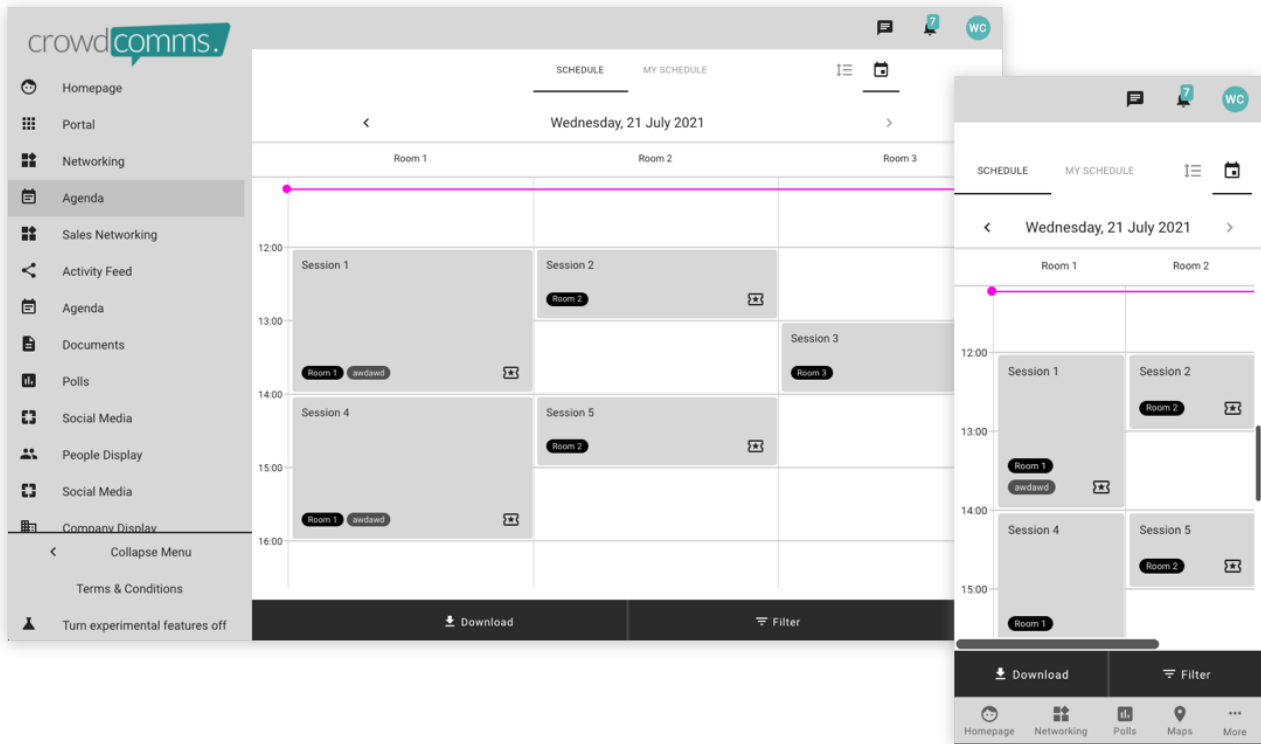 crowdcomms.
7
WC
Homepage
Portal
Networking
Agenda
Sales Networking
Activity Feed
Agenda
Documents
Polls
Social Media
People Display
Social Media
Company Display
Collapse Menu
Terms & Conditions
Turn experimental features off
SCHEDULE MY SCHEDULE
Wednesday, 21 July 2021
Room 1 Room 2 Room 3
12:00
Session 1 Session 2
Room 2
13:00
Session 3
Room 1 awdawd Room 3
14:00
Session 4 Session 5
Room 2
15:00
Room 1 awdawd
16:00
Download Filter
7
WC
SCHEDULE MY SCHEDULE
Wednesday, 21 July 2021
Room 1 Room 2
12:00
Session 1 Session 2
Room 2
13:00
Room 1
awdawd
14:00
Session 4 Session 5
Room 2
15:00
Room 1
Download Filter
Homepage Networking Polls Maps More